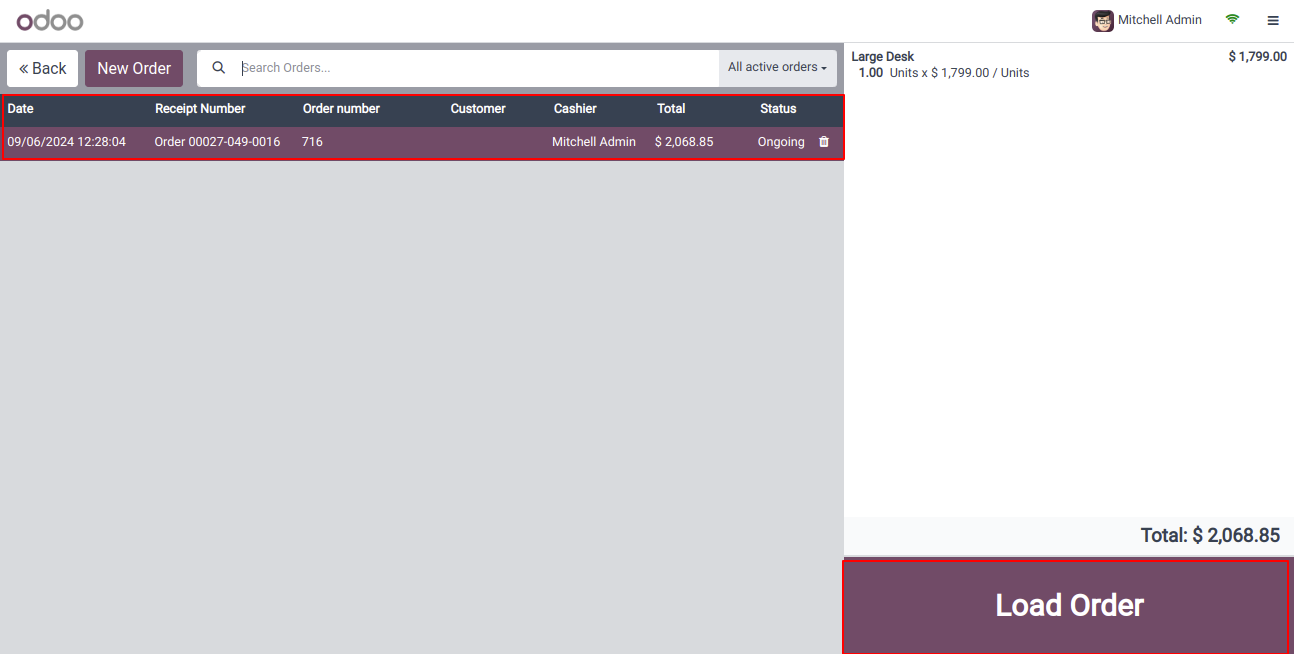 odoo
Mitchell Admin
Back
New Order
Search Orders...
All active orders
Large Desk $ 1,799.00
1.00 Units x $ 1,799.00 / Units
Date Receipt Number Order number Customer Cashier Total Status
09/06/2024 12:28:04 Order 00027-049-0016 716 Mitchell Admin $ 2,068.85 Ongoing
Total: $ 2,068.85
Load Order